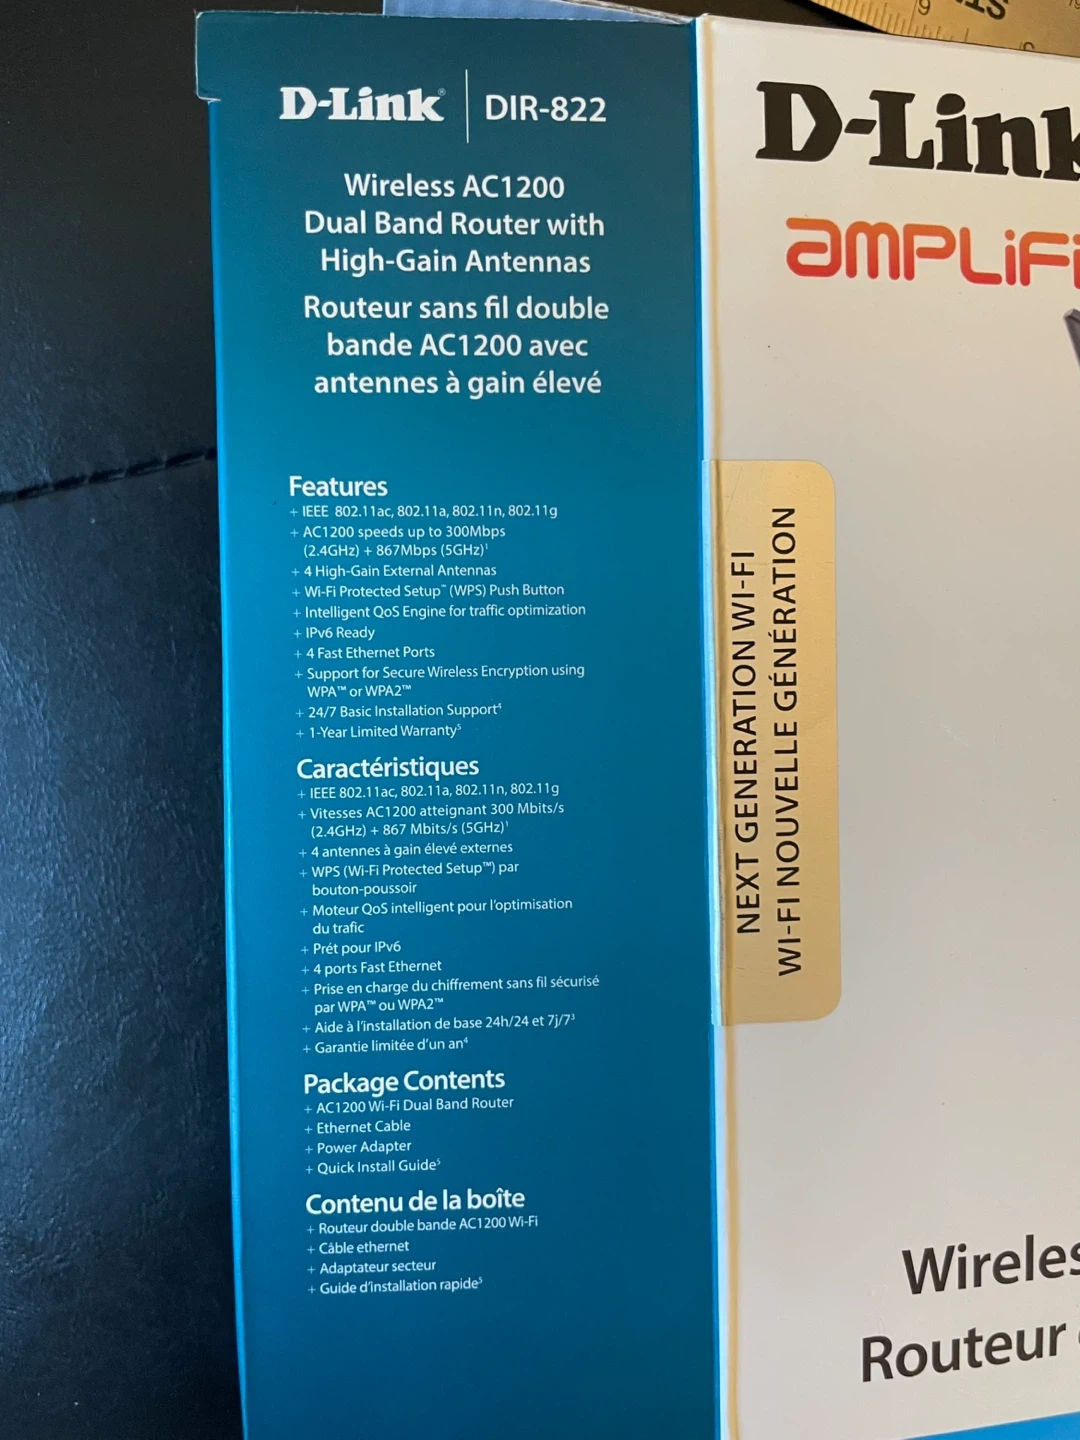 D-Link® | DIR-822
Wireless AC1200
Dual Band Router with
High-Gain Antennas
Routeur sans fil double
bande AC1200 avec
antennes à gain élevé
Features
+ IEEE 802.11ac, 802.11a, 802.11n, 802.11g
+ AC1200 speeds up to 300Mbps
(2.4GHz) + 867Mbps (5GHz)¹
+ 4 High-Gain External Antennas
+ Wi-Fi Protected Setup™ (WPS) Push Button
+ Intelligent QoS Engine for traffic optimization
+ IPv6 Ready
+ 4 Fast Ethernet Ports
+ Support for Secure Wireless Encryption using
WPA™ or WPA2™
+ 24/7 Basic Installation Support⁴
+ 1-Year Limited Warranty⁵
Caractéristiques
+ IEEE 802.11ac, 802.11a, 802.11n, 802.11g
+ Vitesses AC1200 atteignant 300 Mbits/s
(2.4GHz) + 867 Mbits/s (5GHz)¹
+ 4 antennes à gain élevé externes
+ WPS (Wi-Fi Protected Setup™) par
bouton-poussoir
+ Moteur QoS intelligent pour l'optimisation
du trafic
+ Prét pour IPv6
+ 4 ports Fast Ethernet
+ Prise en charge du chiffrement sans fil sécurisé
par WPA™ ou WPA2™
+ Aide à l'installation de base 24h/24 et 7j/7³
+ Garantie limitée d'un an⁴
Package Contents
+ AC1200 Wi-Fi Dual Band Router
+ Ethernet Cable
+ Power Adapter
+ Quick Install Guide⁵
Contenu de la boîte
+ Routeur double bande AC1200 Wi-Fi
+ Câble ethernet
+ Adaptateur secteur
+ Guide d'installation rapide⁵
D-Link
AMPLiFi
NEXT GENERATION WI-FI
WI-FI NOUVELLE GÉNÉRATION
Wireles
Routeur
9